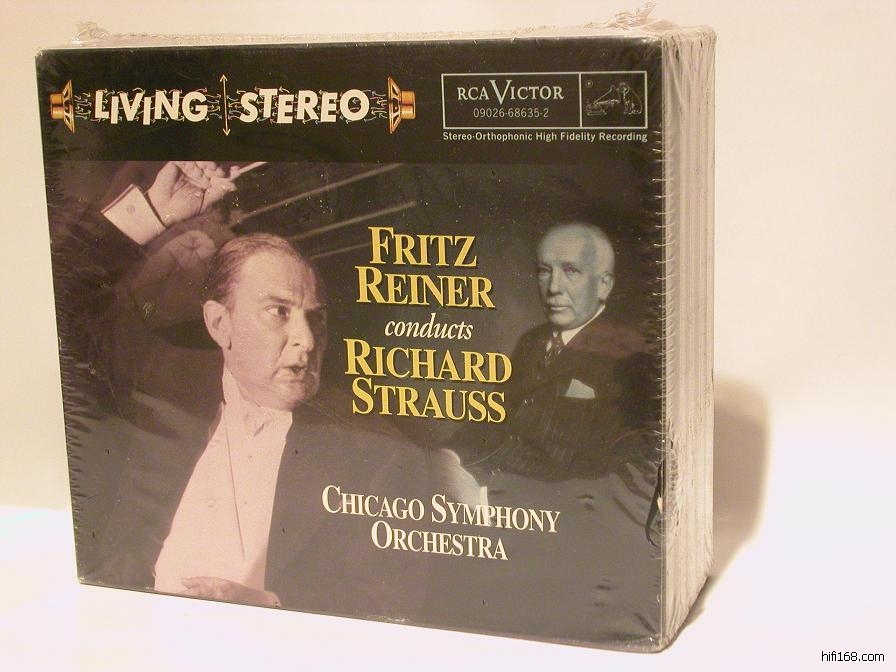 LIVING STEREO
RCA VICTOR
09026-68635-2
Stereo-Orthophonic High Fidelity Recording
FRITZ
REINER
conducts
RICHARD
STRAUSS
CHICAGO SYMPHONY
ORCHESTRA
hifi168.com